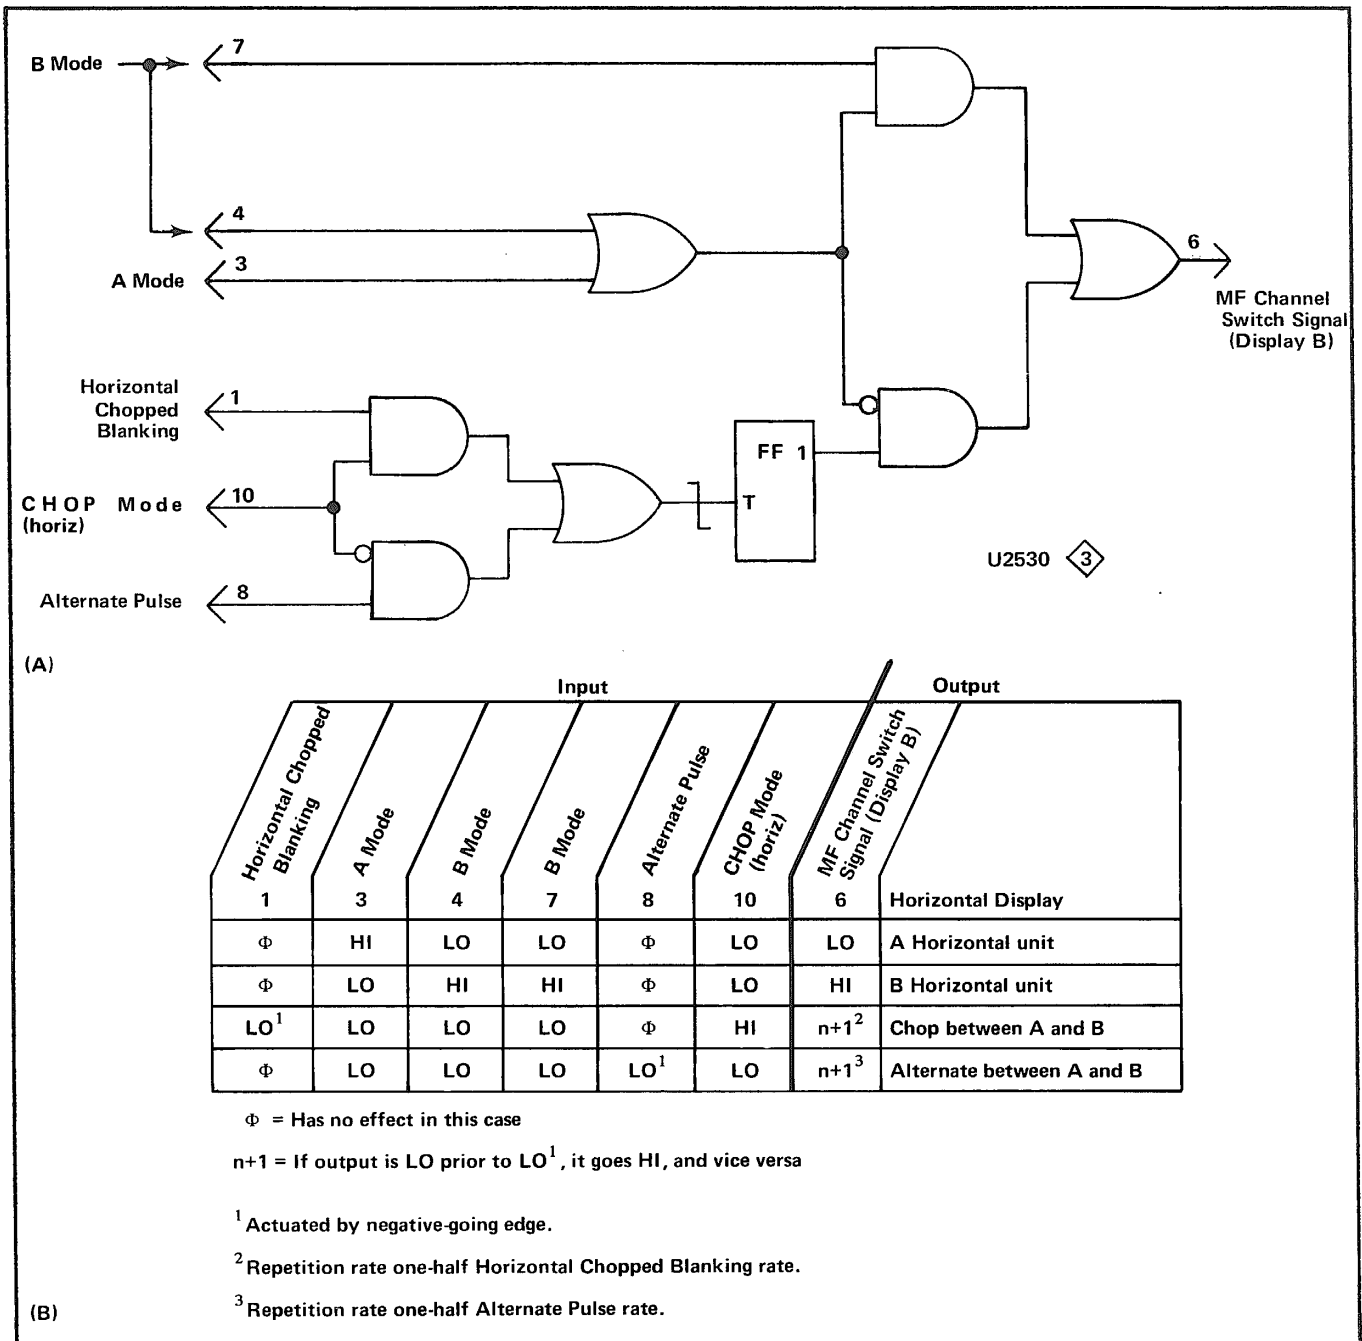 B Mode
7
4
3
A Mode
6
MF Channel
Switch Signal
(Display B)
Horizontal
Chopped
Blanking
1
CHOP Mode
(horiz)
10
Alternate Pulse
8
FF 1
T
U2530 3
(A)
Input Output
Horizontal Chopped
Blanking
A Mode
B Mode
B Mode
Alternate Pulse
CHOP Mode
(horiz)
MF Channel Switch
Signal (Display B)
1 3 4 7 8 10 6 Horizontal Display
Φ HI LO LO Φ LO LO A Horizontal unit
Φ LO HI HI Φ LO HI B Horizontal unit
LO¹ LO LO LO Φ HI n+1² Chop between A and B
Φ LO LO LO LO¹ LO n+1³ Alternate between A and B
Φ = Has no effect in this case
n+1 = If output is LO prior to LO¹, it goes HI, and vice versa
¹ Actuated by negative-going edge.
² Repetition rate one-half Horizontal Chopped Blanking rate.
³ Repetition rate one-half Alternate Pulse rate.
(B)